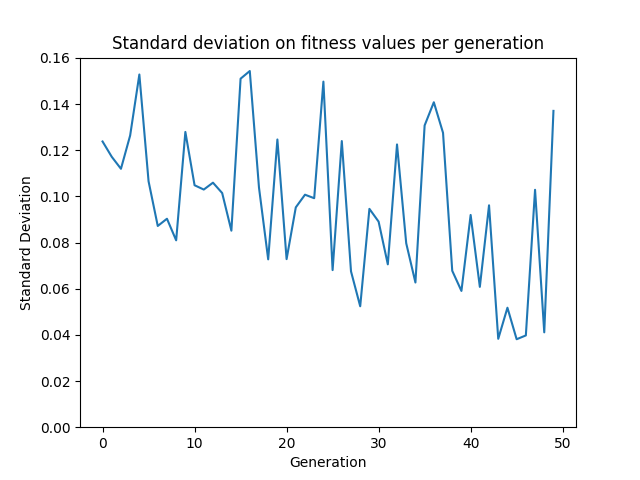 Standard deviation on fitness values per generation
0.16
0.14
0.12
0.10
0.08
0.06
0.04
0.02
0.00
Standard Deviation
0 10 20 30 40 50
Generation